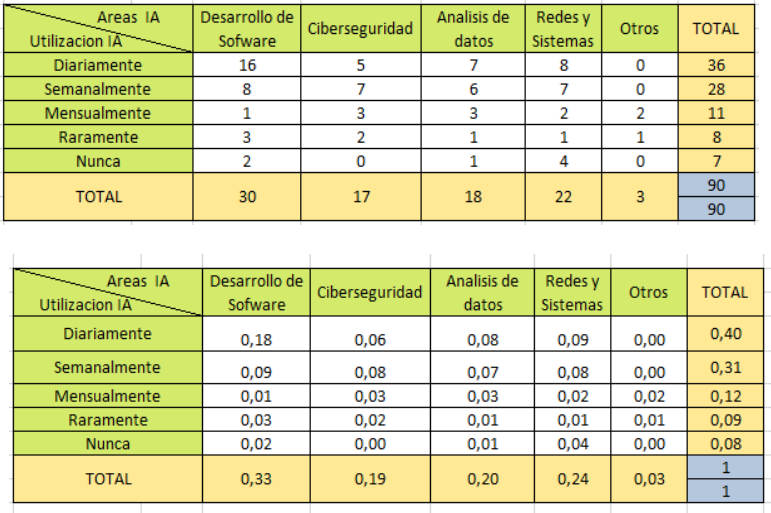 Areas IA Desarrollo de Sofware Ciberseguridad Analisis de datos Redes y Sistemas Otros TOTAL
Utilizacion IA
Diariamente 16 5 7 8 0 36
Semanalmente 8 7 6 7 0 28
Mensualmente 1 3 3 2 2 11
Raramente 3 2 1 1 1 8
Nunca 2 0 1 4 0 7
TOTAL 30 17 18 22 3 90
90
Areas IA Desarrollo de Sofware Ciberseguridad Analisis de datos Redes y Sistemas Otros TOTAL
Utilizacion IA
Diariamente 0,18 0,06 0,08 0,09 0,00 0,40
Semanalmente 0,09 0,08 0,07 0,08 0,00 0,31
Mensualmente 0,01 0,03 0,03 0,02 0,02 0,12
Raramente 0,03 0,02 0,01 0,01 0,01 0,09
Nunca 0,02 0,00 0,01 0,04 0,00 0,08
TOTAL 0,33 0,19 0,20 0,24 0,03 1
1